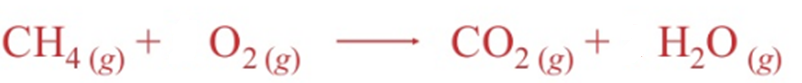 CH₄ (g) + O₂ (g) ⟶ CO₂ (g) + H₂O (g)